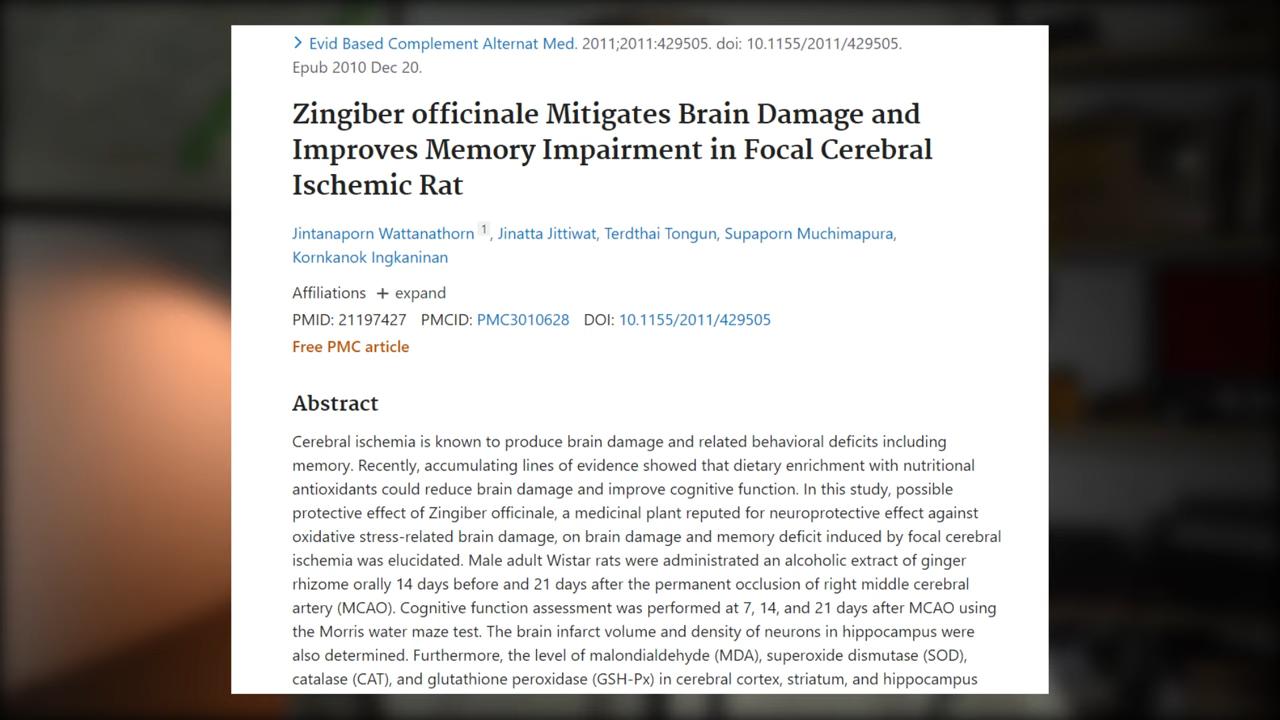 Evid Based Complement Alternat Med. 2011;2011:429505. doi: 10.1155/2011/429505.
Epub 2010 Dec 20.
Zingiber officinale Mitigates Brain Damage and
Improves Memory Impairment in Focal Cerebral
Ischemic Rat
Jintanaporn Wattanathorn 1, Jinatta Jittiwat, Terdthai Tongun, Supaporn Muchimapura,
Kornkanok Ingkaninan
Affiliations + expand
PMID: 21197427 PMCID: PMC3010628 DOI: 10.1155/2011/429505
Free PMC article
Abstract
Cerebral ischemia is known to produce brain damage and related behavioral deficits including
memory. Recently, accumulating lines of evidence showed that dietary enrichment with nutritional
antioxidants could reduce brain damage and improve cognitive function. In this study, possible
protective effect of Zingiber officinale, a medicinal plant reputed for neuroprotective effect against
oxidative stress-related brain damage, on brain damage and memory deficit induced by focal cerebral
ischemia was elucidated. Male adult Wistar rats were administrated an alcoholic extract of ginger
rhizome orally 14 days before and 21 days after the permanent occlusion of right middle cerebral
artery (MCAO). Cognitive function assessment was performed at 7, 14, and 21 days after MCAO using
the Morris water maze test. The brain infarct volume and density of neurons in hippocampus were
also determined. Furthermore, the level of malondialdehyde (MDA), superoxide dismutase (SOD),
catalase (CAT), and glutathione peroxidase (GSH-Px) in cerebral cortex, striatum, and hippocampus